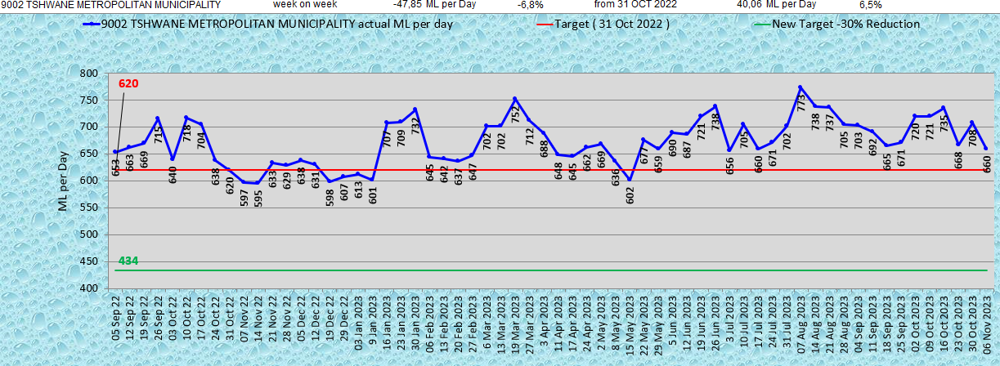 9002 TSHWANE METROPOLITAN MUNICIPALITY week on week -47,85 ML per Day -6,8% from 31 OCT 2022 40,06 ML per Day 6,5%
9002 TSHWANE METROPOLITAN MUNICIPALITY actual ML per day Target ( 31 Oct 2022 ) New Target -30% Reduction
ML per Day
800
750
700
650
600
550
500
450
400
620
434
653 663 669 715 640 718 704 638 620 597 595 633 629 638 631 598 607 613 601 707 709 732 645 642 637 647 702 702 752 712 688 648 645 662 669 636 602 677 659 690 687 721 738 656 705 660 671 702 773 738 737 705 703 692 665 671 720 721 735 668 708 660
05 Sep 22
12 Sep 22
19 Sep 22
26 Sep 22
03 Oct 22
10 Oct 22
17 Oct 22
24 Oct 22
31 Oct 22
07 Nov 22
14 Nov 22
21 Nov 22
28 Nov 22
05 Dec 22
12 Dec 22
19 Dec 22
29 Dec 22
03 Jan 2023
9 Jan 2023
16 Jan 2023
23 Jan 2023
30 Jan 2023
06 Feb 2023
13 Feb 2023
20 Feb 2023
27 Feb 2023
6 Mar 2023
13 Mar 2023
19 Mar 2023
27 Mar 2023
3 Apr 2023
11 Apr 2023
17 Apr 2023
24 Apr 2023
2 May 2023
8 May 2023
15 May 2023
22 May 2023
29 May 2023
5 Jun 2023
12 Jun 2023
19 Jun 2023
26 Jun 2023
3 Jul 2023
10 Jul 2023
17 Jul 2023
24 Jul 2023
31 Jul 2023
07 Aug 2023
14 Aug 2023
21 Aug 2023
28 Aug 2023
04 Sep 2023
11 Sep 2023
18 Sep 2023
25 Sep 2023
02 Oct 2023
09 Oct 2023
16 Oct 2023
23 Oct 2023
30 Oct 2023
06 Nov 2023